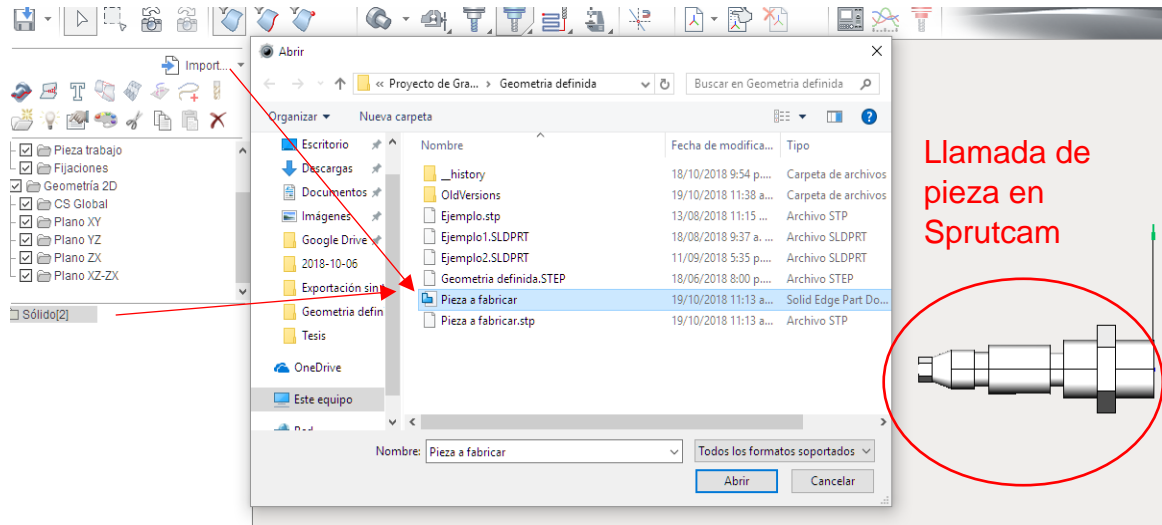 Import...
Pieza trabajo
Fijaciones
Geometría 2D
CS Global
Plano XY
Plano YZ
Plano ZX
Plano XZ-ZX
Sólido[2]
Abrir
« Proyecto de Gra... › Geometria definida
Buscar en Geometria definida
Organizar
Nueva carpeta
Escritorio
Descargas
Documentos
Imágenes
Google Drive
2018-10-06
Exportación sin
Geometria defin
Tesis
OneDrive
Este equipo
Nombre Fecha de modifica... Tipo
__history 18/10/2018 9:54 p.... Carpeta de archivos
OldVersions 19/10/2018 11:38 a... Carpeta de archivos
Ejemplo.stp 13/08/2018 11:15 ... Archivo STP
Ejemplo1.SLDPRT 18/08/2018 9:37 a. ... Archivo SLDPRT
Ejemplo2.SLDPRT 11/09/2018 5:35 p.... Archivo SLDPRT
Geometria definida.STEP 18/06/2018 8:00 p.... Archivo STEP
Pieza a fabricar 19/10/2018 11:13 a... Solid Edge Part Do...
Pieza a fabricar.stp 19/10/2018 11:13 a... Archivo STP
Nombre: Pieza a fabricar
Todos los formatos soportados
Abrir
Cancelar
Llamada de
pieza en
Sprutcam